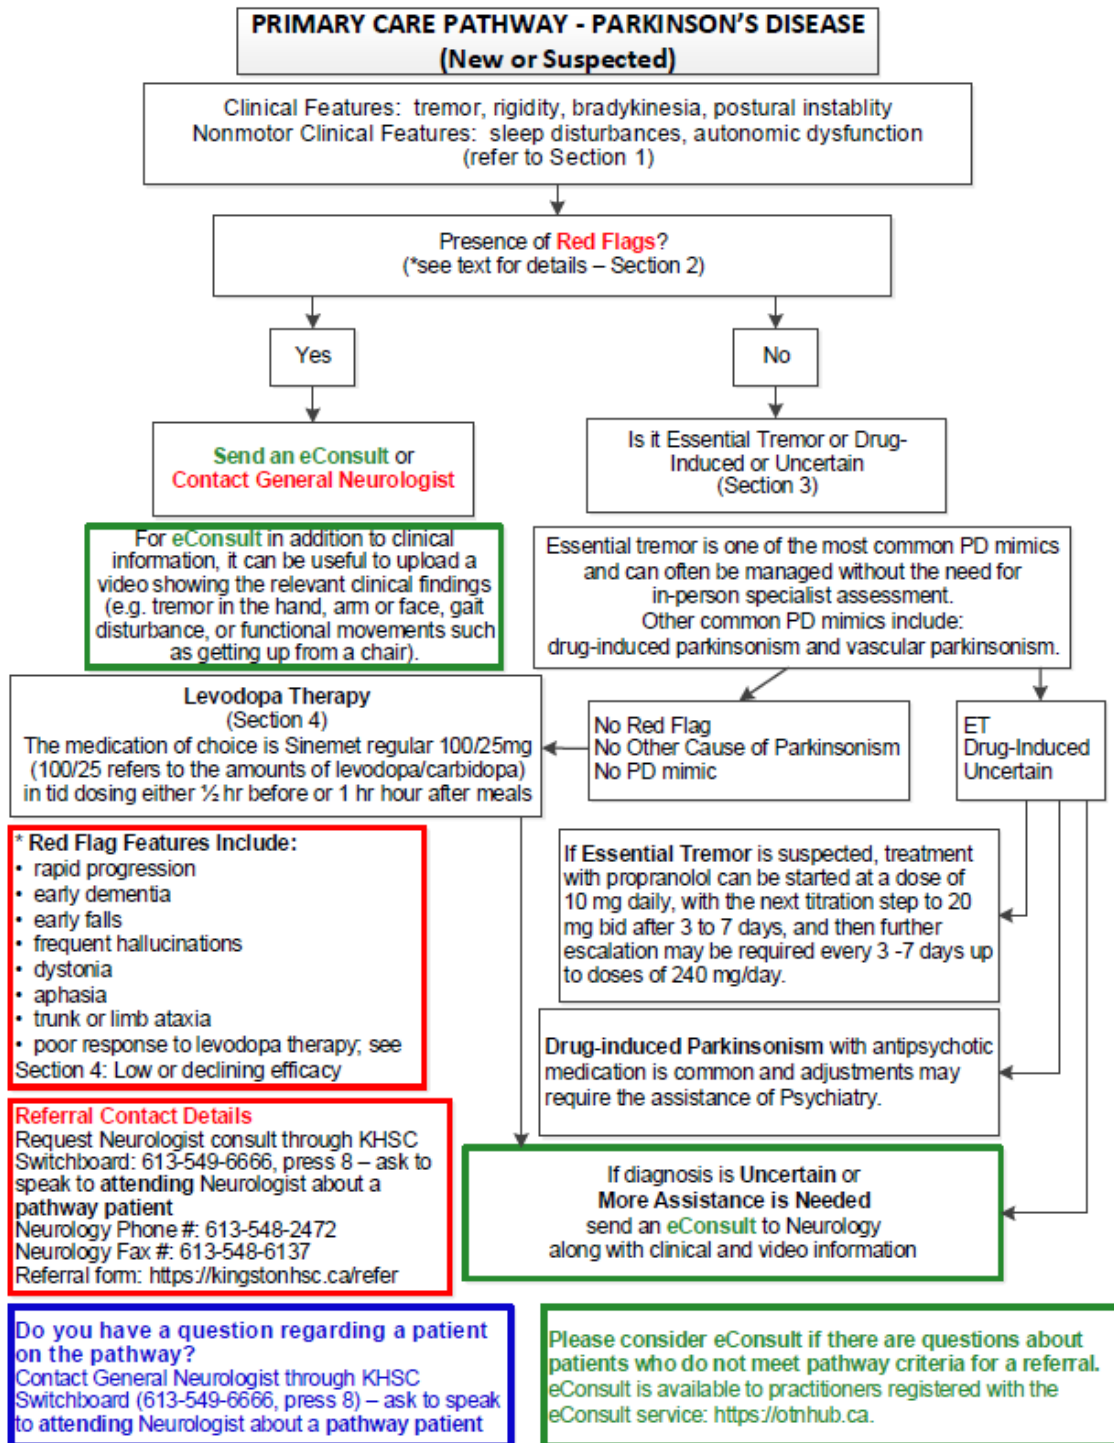 PRIMARY CARE PATHWAY - PARKINSON'S DISEASE
(New or Suspected)
Clinical Features: tremor, rigidity, bradykinesia, postural instablity
Nonmotor Clinical Features: sleep disturbances, autonomic dysfunction
(refer to Section 1)
Presence of Red Flags?
(*see text for details – Section 2)
Yes
No
Send an eConsult or
Contact General Neurologist
Is it Essential Tremor or Drug-
Induced or Uncertain
(Section 3)
For eConsult in addition to clinical
information, it can be useful to upload a
video showing the relevant clinical findings
(e.g. tremor in the hand, arm or face, gait
disturbance, or functional movements such
as getting up from a chair).
Essential tremor is one of the most common PD mimics
and can often be managed without the need for
in-person specialist assessment.
Other common PD mimics include:
drug-induced parkinsonism and vascular parkinsonism.
Levodopa Therapy
(Section 4)
The medication of choice is Sinemet regular 100/25mg
(100/25 refers to the amounts of levodopa/carbidopa)
in tid dosing either ½ hr before or 1 hr hour after meals
No Red Flag
No Other Cause of Parkinsonism
No PD mimic
ET
Drug-Induced
Uncertain
* Red Flag Features Include:
• rapid progression
• early dementia
• early falls
• frequent hallucinations
• dystonia
• aphasia
• trunk or limb ataxia
• poor response to levodopa therapy; see
Section 4: Low or declining efficacy
If Essential Tremor is suspected, treatment
with propranolol can be started at a dose of
10 mg daily, with the next titration step to 20
mg bid after 3 to 7 days, and then further
escalation may be required every 3 -7 days up
to doses of 240 mg/day.
Drug-induced Parkinsonism with antipsychotic
medication is common and adjustments may
require the assistance of Psychiatry.
Referral Contact Details
Request Neurologist consult through KHSC
Switchboard: 613-549-6666, press 8 – ask to
speak to attending Neurologist about a
pathway patient
Neurology Phone #: 613-548-2472
Neurology Fax #: 613-548-6137
Referral form: https://kingstonhsc.ca/refer
If diagnosis is Uncertain or
More Assistance is Needed
send an eConsult to Neurology
along with clinical and video information
Do you have a question regarding a patient
on the pathway?
Contact General Neurologist through KHSC
Switchboard (613-549-6666, press 8) – ask to speak
to attending Neurologist about a pathway patient
Please consider eConsult if there are questions about
patients who do not meet pathway criteria for a referral.
eConsult is available to practitioners registered with the
eConsult service: https://otnhub.ca.